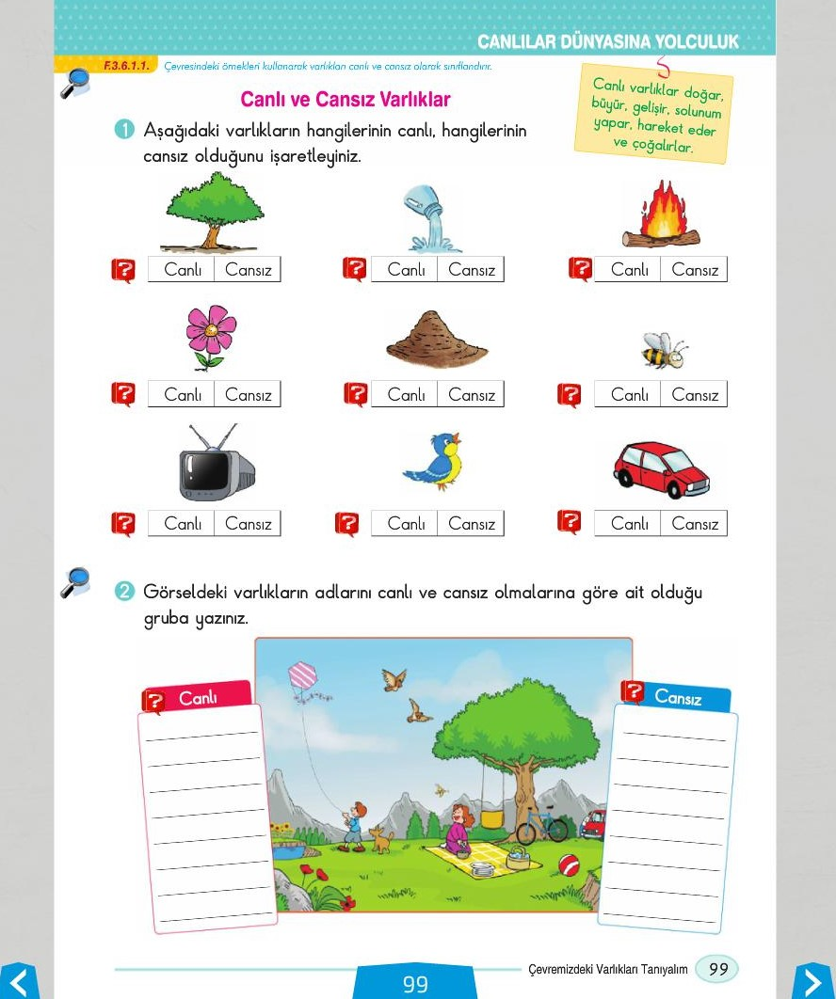 CANLILAR DÜNYASINA YOLCULUK
F.3.6.1.1.
Çevresindeki örnekleri kullanarak varlıkları canlı ve cansız olarak sınıflandırır.
Canlı varlıklar doğar,
büyür, gelişir, solunum
yapar, hareket eder
ve çoğalırlar.
Canlı ve Cansız Varlıklar
1 Aşağıdaki varlıkların hangilerinin canlı, hangilerinin
cansız olduğunu işaretleyiniz.
? Canlı Cansız ? Canlı Cansız ? Canlı Cansız
? Canlı Cansız ? Canlı Cansız ? Canlı Cansız
? Canlı Cansız ? Canlı Cansız ? Canlı Cansız
2 Görseldeki varlıkların adlarını canlı ve cansız olmalarına göre ait olduğu
gruba yazınız.
? Canlı
? Cansız
Çevremizdeki Varlıkları Tanıyalım 99
99